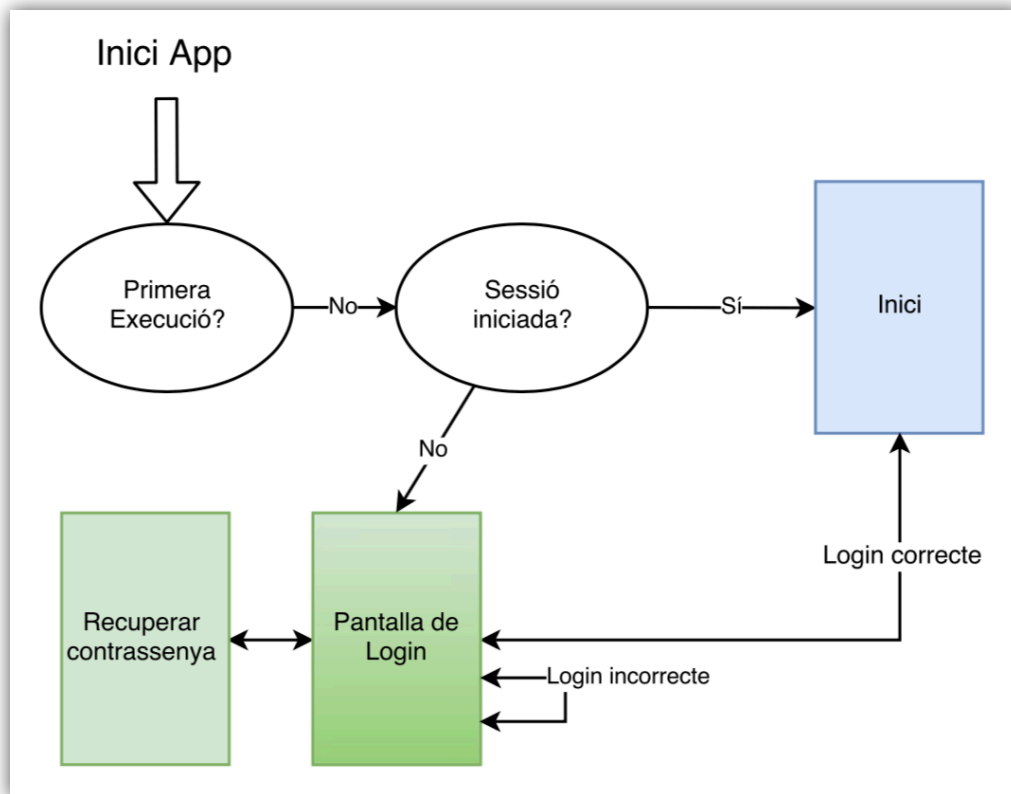 Inici App
Primera
Execució?
No
Sessió
iniciada?
Sí
Inici
No
Login correcte
Recuperar
contrassenya
Pantalla de
Login
Login incorrecte